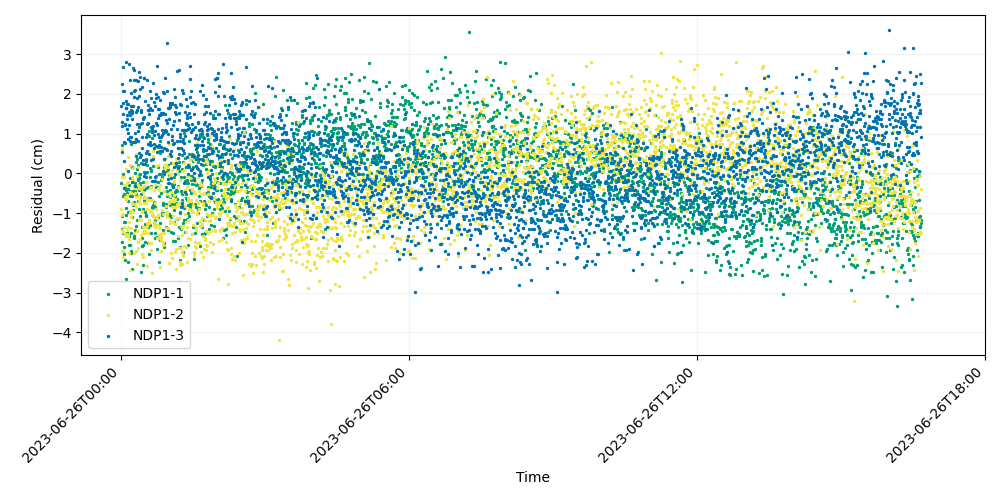 Residual (cm)
3
2
1
0
−1
−2
−3
−4
NDP1-1
NDP1-2
NDP1-3
2023-06-26T00:00
2023-06-26T06:00
2023-06-26T12:00
2023-06-26T18:00
Time